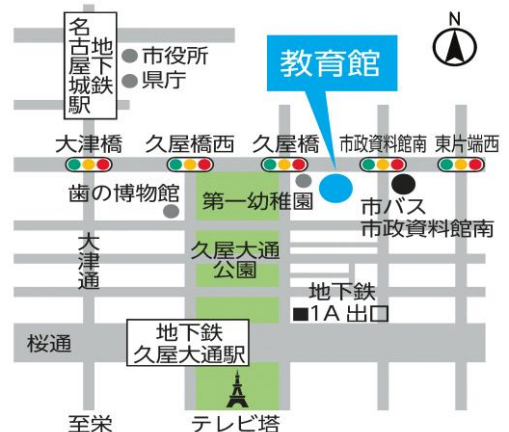 N
名古屋城駅
地下鉄
市役所
県庁
教育館
大津橋
久屋橋西
久屋橋
市政資料館南
東片端西
歯の博物館
第一幼稚園
市バス
市政資料館南
大津通
久屋大通
公園
地下鉄
■1A 出口
桜通
地下鉄
久屋大通駅
至栄
テレビ塔